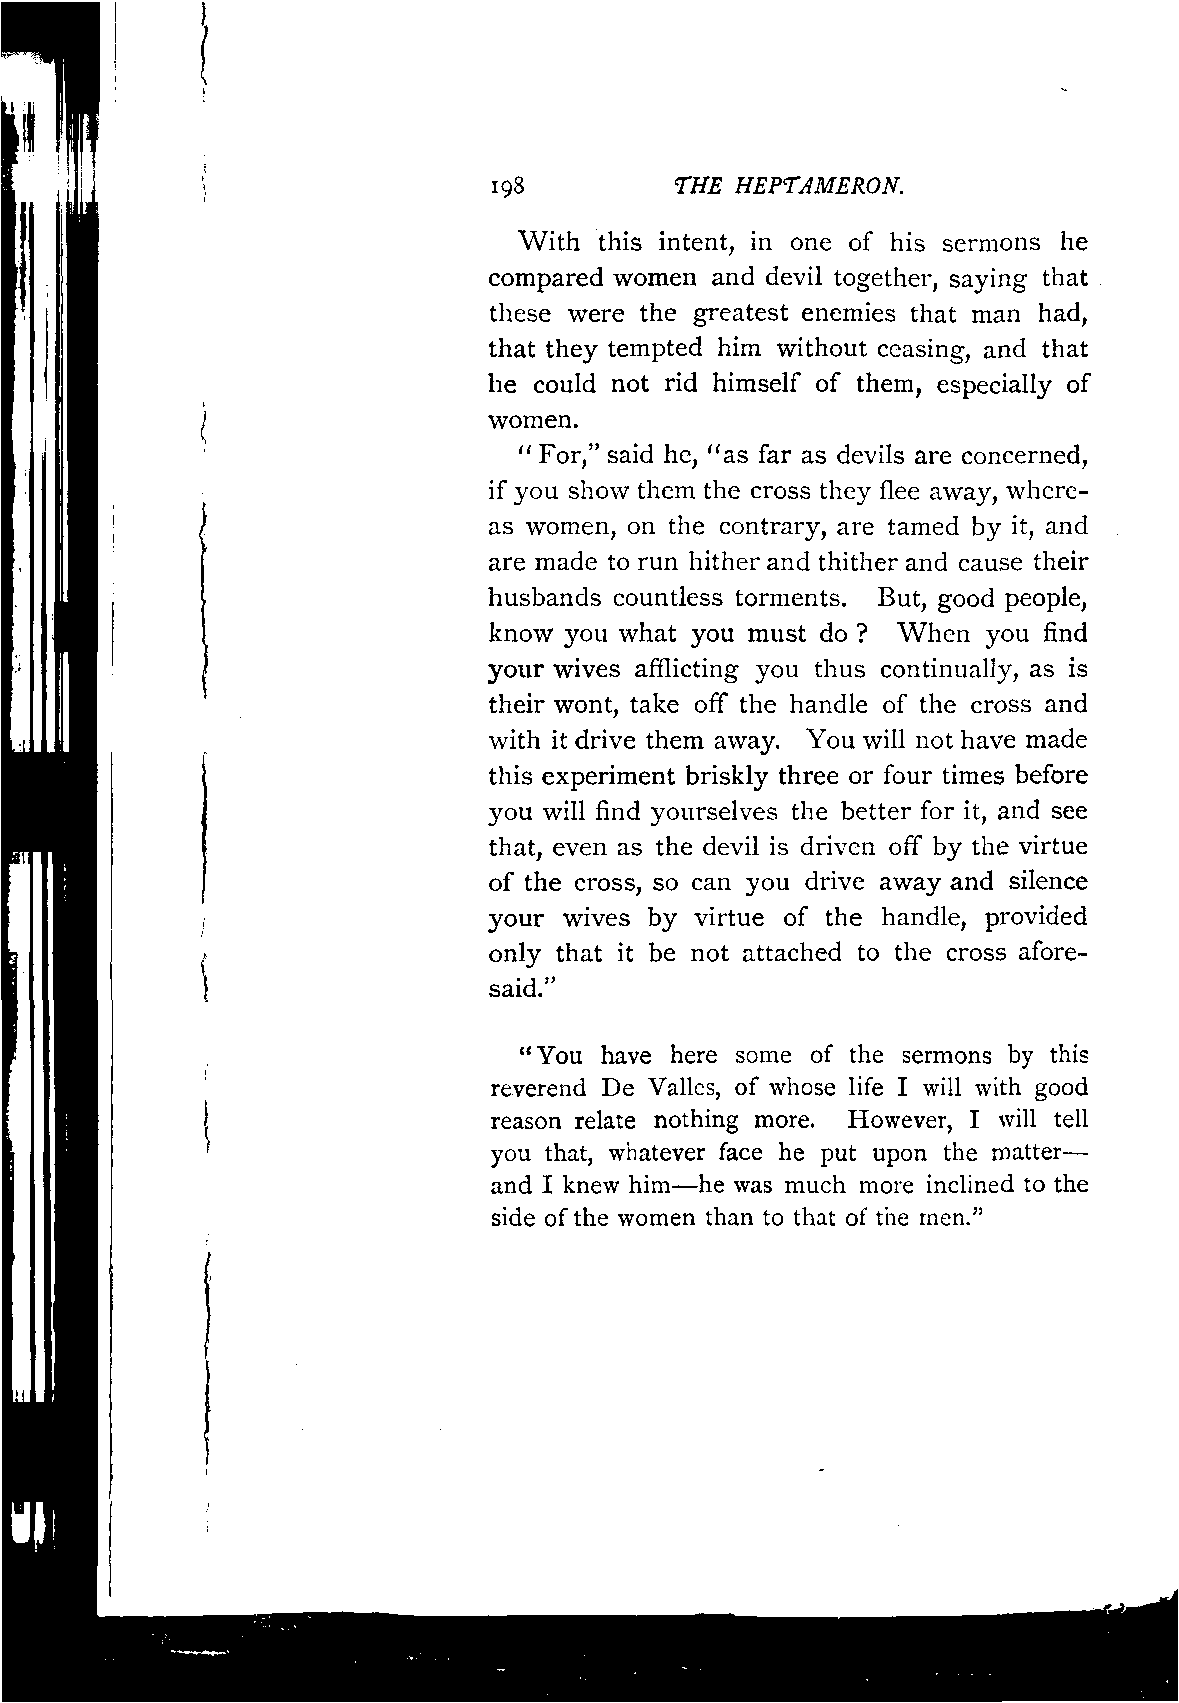 198 THE HEPTAMERON.
With this intent, in one of his sermons he
compared women and devil together, saying that
these were the greatest enemies that man had,
that they tempted him without ceasing, and that
he could not rid himself of them, especially of
women.
"For," said he, "as far as devils are concerned,
if you show them the cross they flee away, where-
as women, on the contrary, are tamed by it, and
are made to run hither and thither and cause their
husbands countless torments. But, good people,
know you what you must do? When you find
your wives afflicting you thus continually, as is
their wont, take off the handle of the cross and
with it drive them away. You will not have made
this experiment briskly three or four times before
you will find yourselves the better for it, and see
that, even as the devil is driven off by the virtue
of the cross, so can you drive away and silence
your wives by virtue of the handle, provided
only that it be not attached to the cross afore-
said."
"You have here some of the sermons by this
reverend De Valles, of whose life I will with good
reason relate nothing more. However, I will tell
you that, whatever face he put upon the matter—
and I knew him—he was much more inclined to the
side of the women than to that of the men."